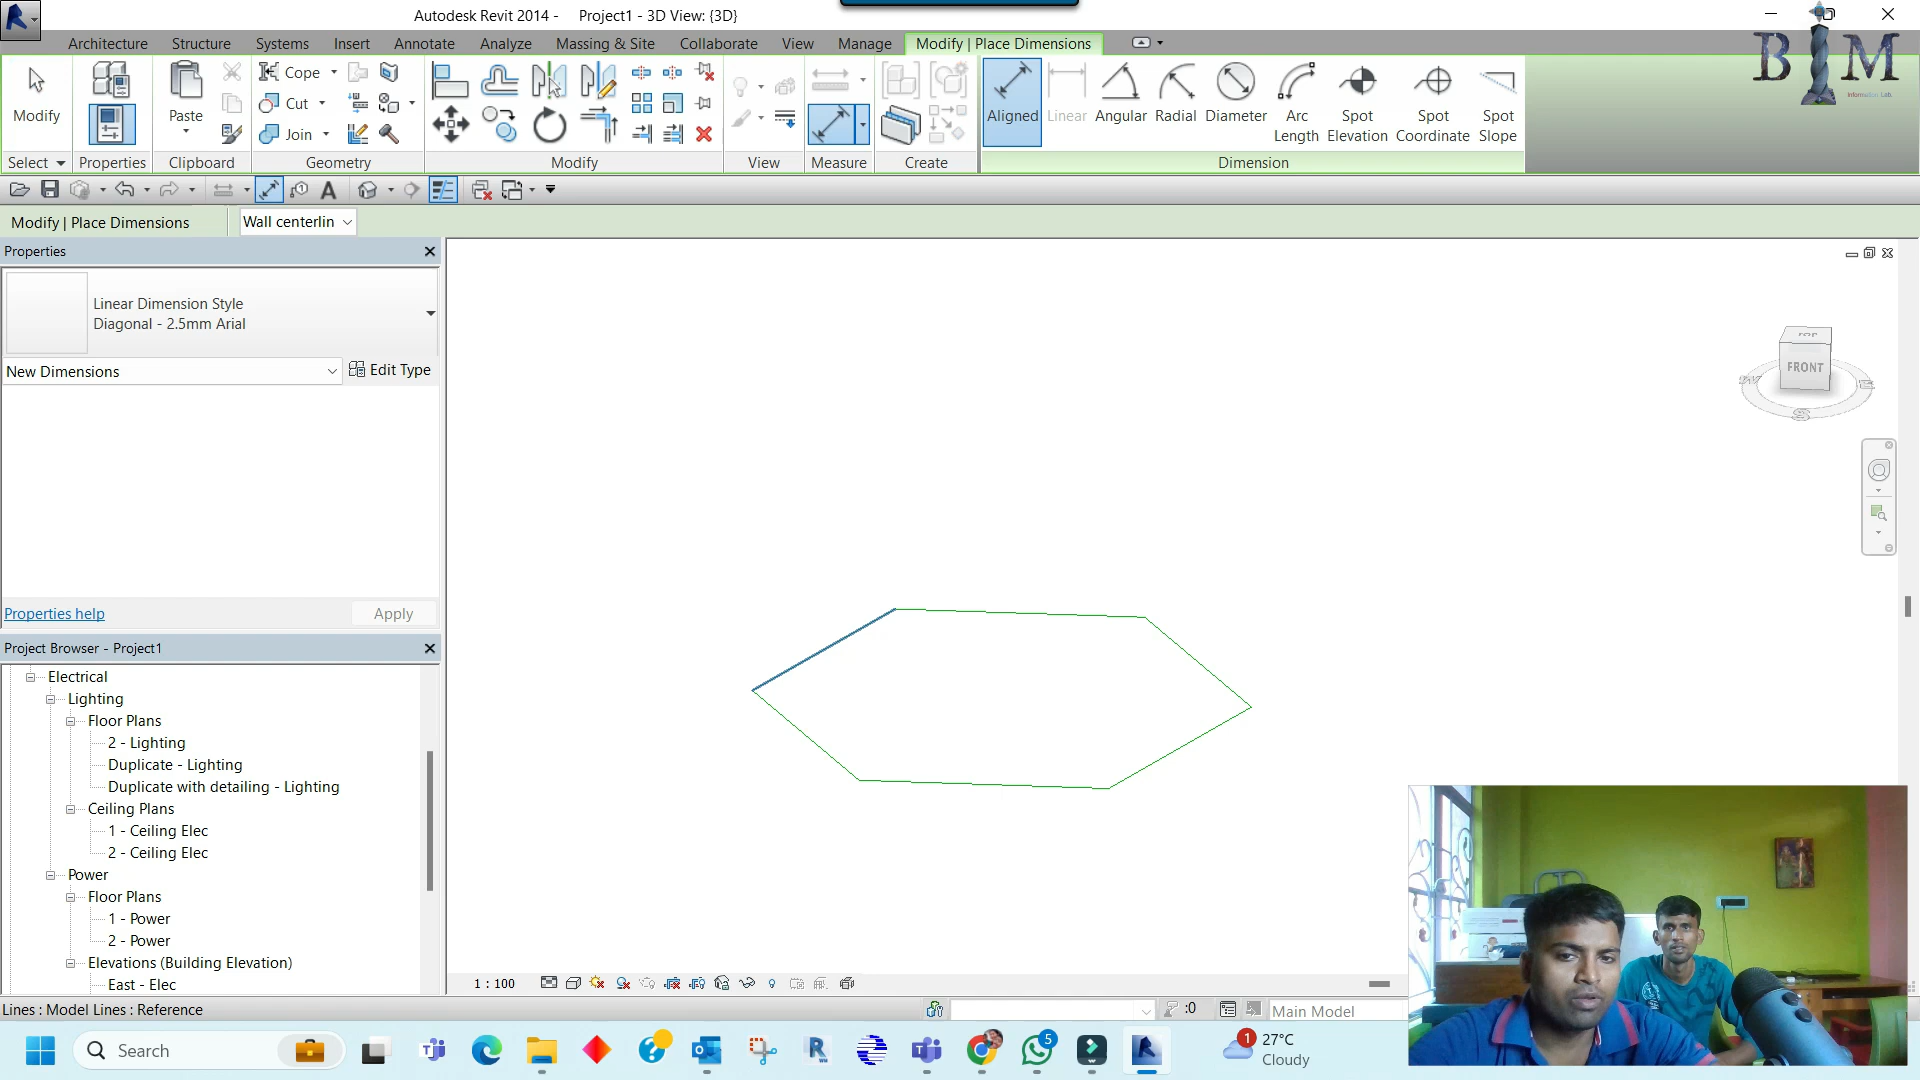 Autodesk Revit 2014 - Project1 - 3D View: {3D}
BIM
Information Lab.
Architecture Structure Systems Insert Annotate Analyze Massing & Site Collaborate View Manage Modify | Place Dimensions
Modify
Paste
Cope
Cut
Join
Aligned Linear Angular Radial Diameter Arc Length Spot Elevation Spot Coordinate Spot Slope
Select Properties Clipboard Geometry Modify View Measure Create Dimension
A
Modify | Place Dimensions Wall centerlin
Properties
Linear Dimension Style
Diagonal - 2.5mm Arial
New Dimensions Edit Type
TOP
FRONT
W
E
S
Properties help Apply
Project Browser - Project1
Electrical
Lighting
Floor Plans
2 - Lighting
Duplicate - Lighting
Duplicate with detailing - Lighting
Ceiling Plans
1 - Ceiling Elec
2 - Ceiling Elec
Power
Floor Plans
1 - Power
2 - Power
Elevations (Building Elevation)
East - Elec
1 : 100
Lines : Model Lines : Reference
:0
Main Model
Search
5
1
27°C
Cloudy